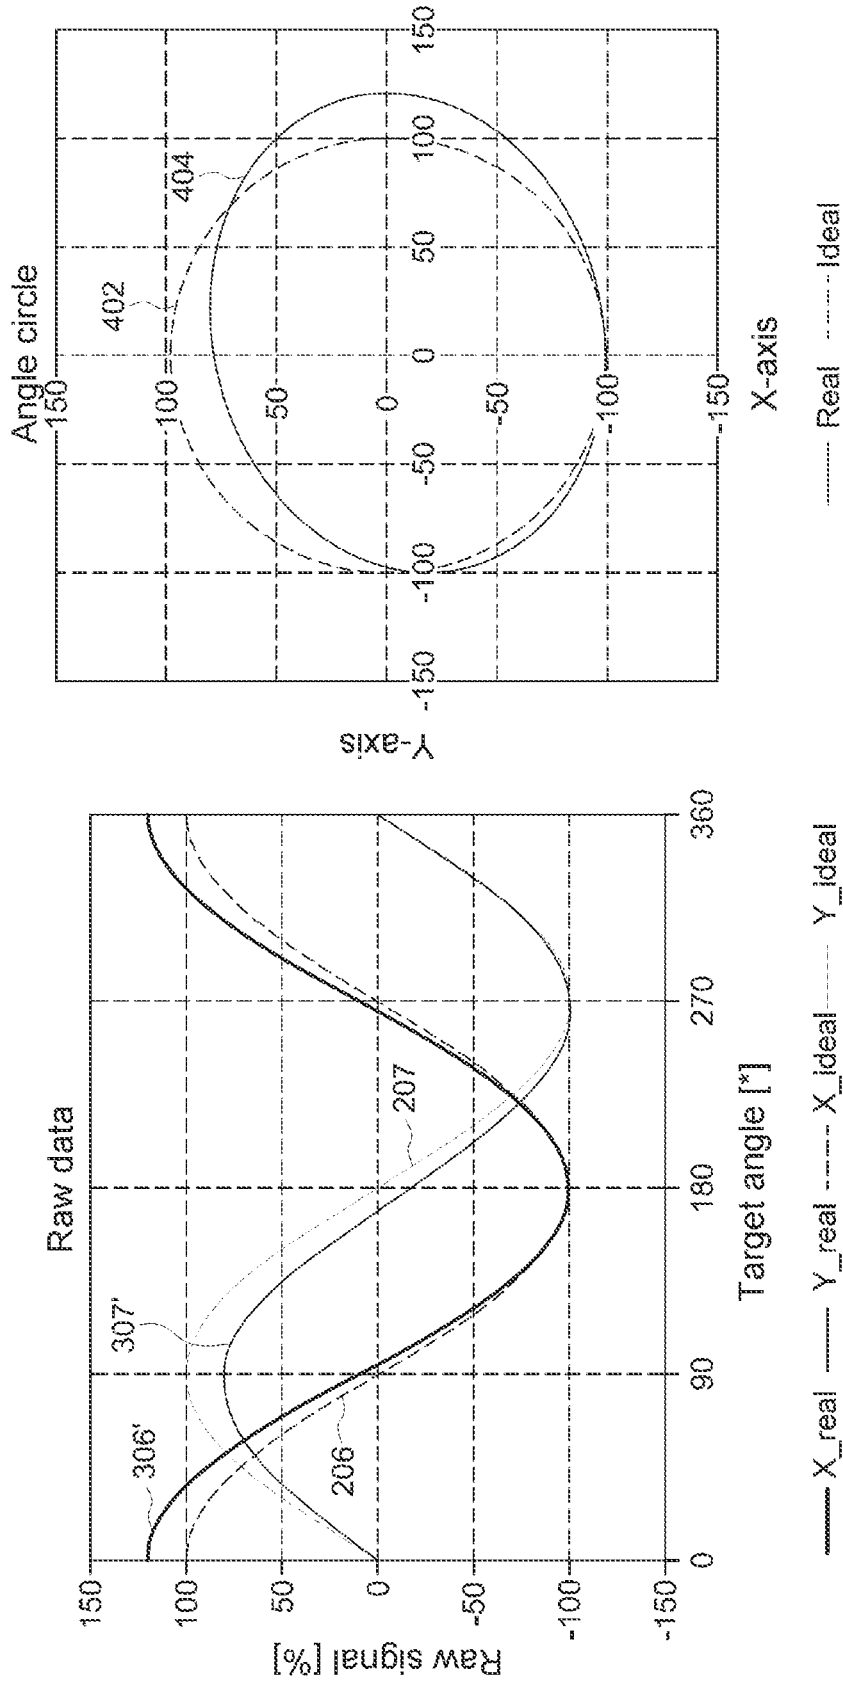 Raw data
Raw signal [%]
150
100
50
0
-50
-100
-150
0
90
180
270
360
306'
307'
206
207
Target angle [*]
X_real
Y_real
X_ideal
Y_ideal
Angle circle
Y-axis
150
100
50
0
-50
-100
-150
-150
-100
-50
0
50
100
150
402
404
X-axis
Real
Ideal